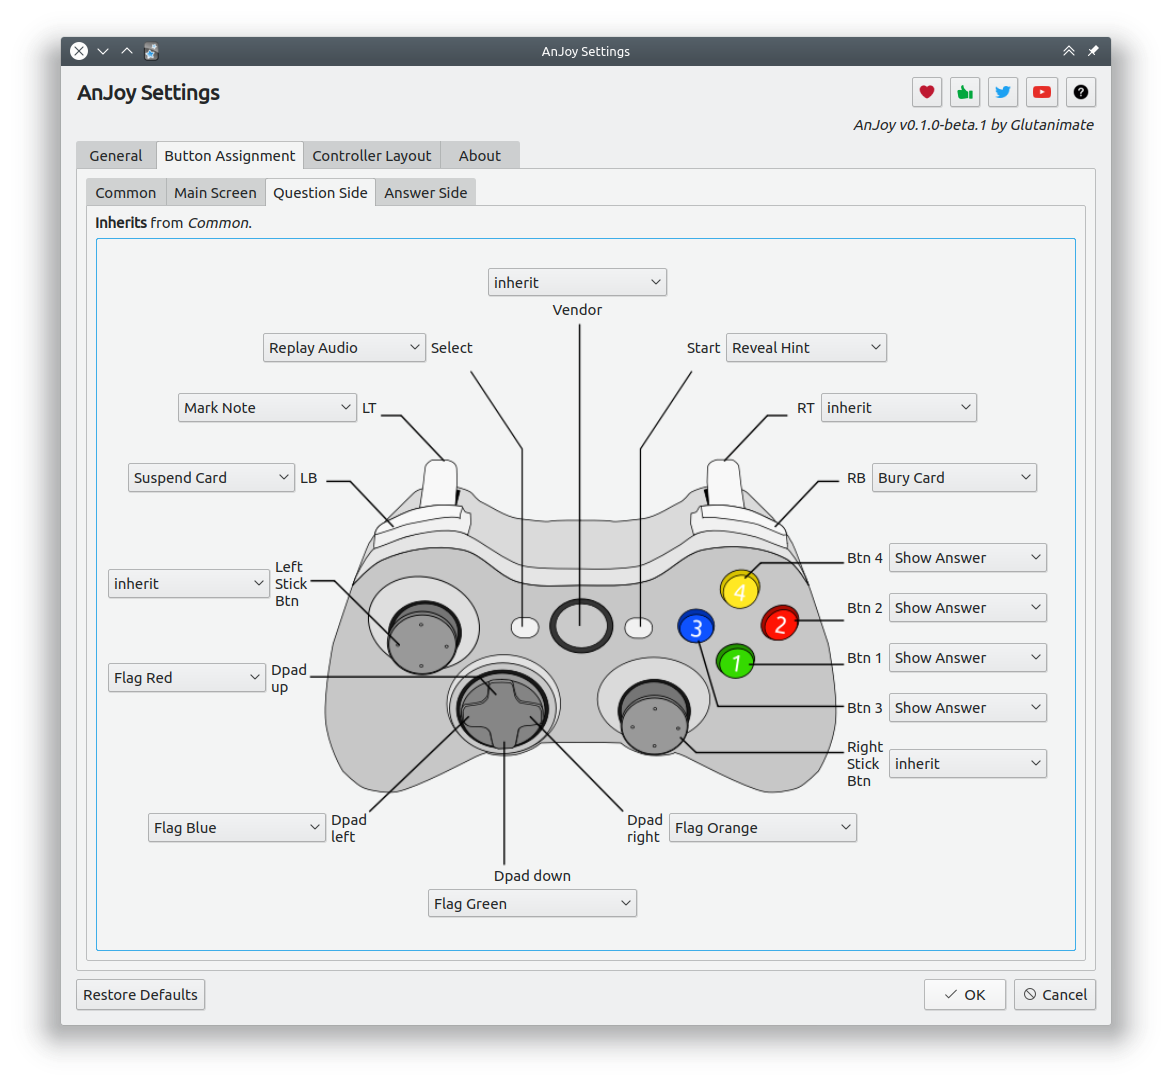 AnJoy Settings
AnJoy Settings
AnJoy v0.1.0-beta.1 by Glutanimate
General Button Assignment Controller Layout About
Common Main Screen Question Side Answer Side
Inherits from Common.
inherit
Vendor
Replay Audio Select
Start Reveal Hint
Mark Note LT
RT inherit
Suspend Card LB
RB Bury Card
Btn 4 Show Answer
inherit Left
Stick
Btn
4
Btn 2 Show Answer
3 2
1
Btn 1 Show Answer
Flag Red Dpad
up
Btn 3 Show Answer
Right
Stick
Btn
inherit
Flag Blue Dpad
left
Dpad
right
Flag Orange
Dpad down
Flag Green
Restore Defaults OK Cancel